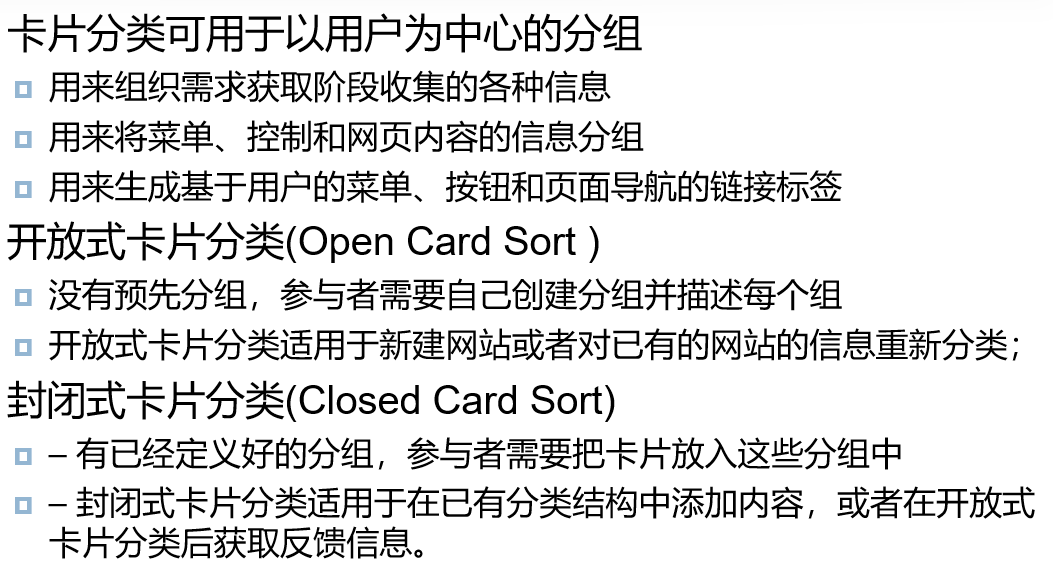 卡片分类可用于以用户为中心的分组
用来组织需求获取阶段收集的各种信息
用来将菜单、控制和网页内容的信息分组
用来生成基于用户的菜单、按钮和页面导航的链接标签
开放式卡片分类(Open Card Sort )
没有预先分组，参与者需要自己创建分组并描述每个组
开放式卡片分类适用于新建网站或者对已有的网站的信息重新分类；
封闭式卡片分类(Closed Card Sort)
– 有已经定义好的分组，参与者需要把卡片放入这些分组中
– 封闭式卡片分类适用于在已有分类结构中添加内容，或者在开放式
卡片分类后获取反馈信息。